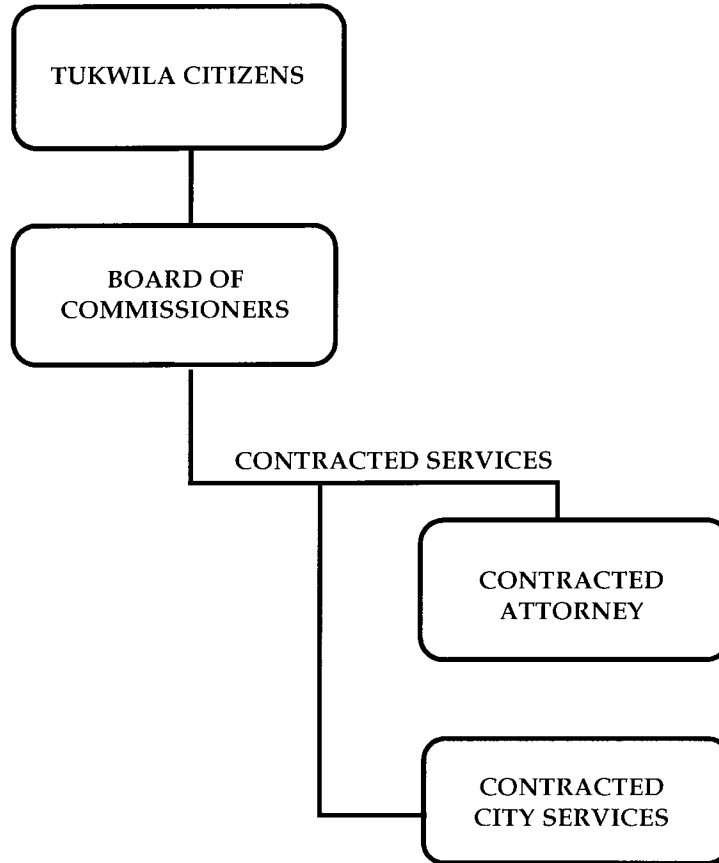 TUKWILA CITIZENS
BOARD OF
COMMISSIONERS
CONTRACTED SERVICES
CONTRACTED
ATTORNEY
CONTRACTED
CITY SERVICES